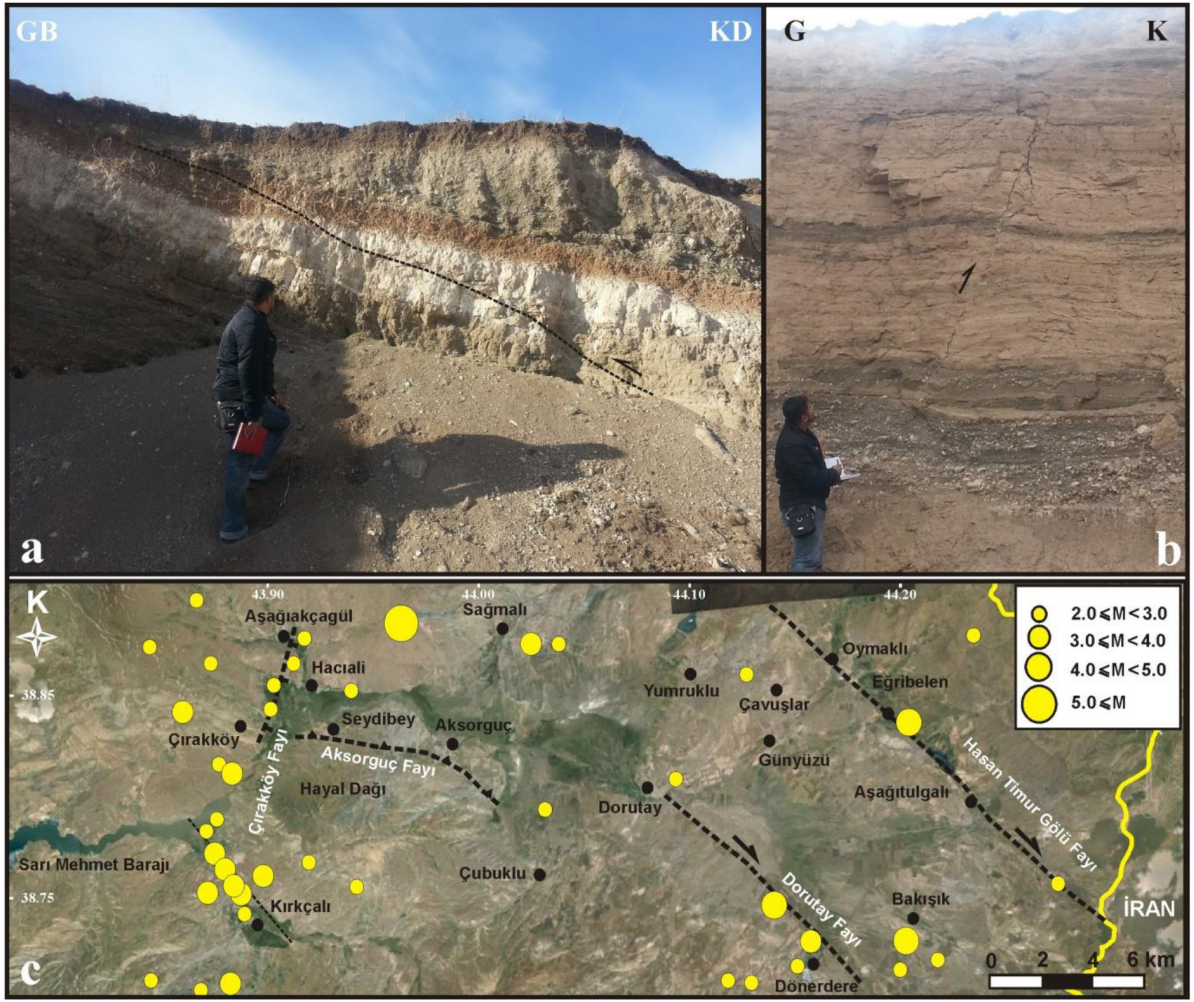 GB
KD
a
G
K
b
K
43.90
44.00
44.10
44.20
38.85
38.75
Aşağıakçagül
Sağmalı
Hacıali
Seydibey
Aksorguç
Çırakköy
Çırakköy Fayı
Aksorguç Fayı
Hayal Dağı
Sarı Mehmet Barajı
Kırkçalı
Çubuklu
Yumruklu
Çavuşlar
Günyüzü
Dorutay
Dorutay Fayı
Dönerdere
Bakışık
Oymaklı
Eğribelen
Aşağıtulgalı
Hasan Timur Gölü Fayı
İRAN
2.0⩽M<3.0
3.0⩽M<4.0
4.0⩽M<5.0
5.0⩽M
0 2 4 6 km
c